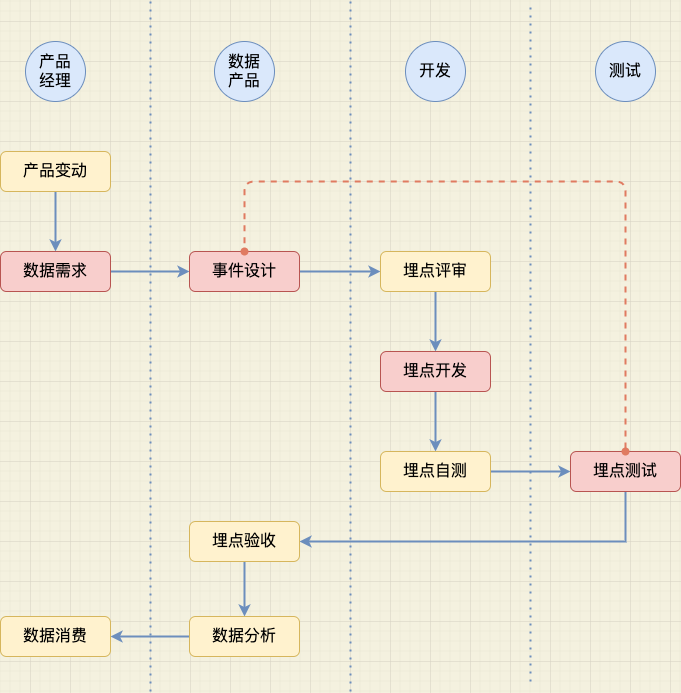 产品
经理
数据
产品
开发
测试
产品变动
数据需求
事件设计
埋点评审
埋点开发
埋点自测
埋点测试
埋点验收
数据消费
数据分析